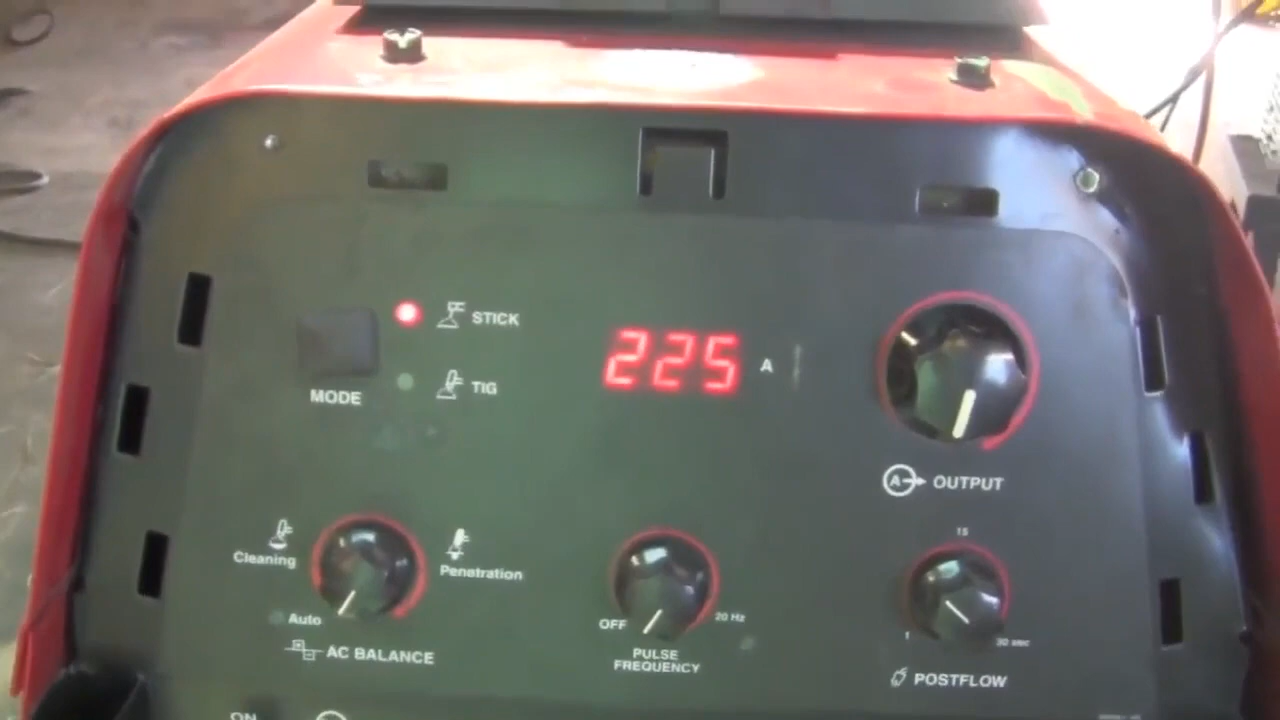 STICK
225 A
TIG
MODE
A OUTPUT
15
Cleaning
Penetration
Auto
OFF
20 Hz
1
30 sec
AC BALANCE
PULSE
FREQUENCY
POSTFLOW
ON